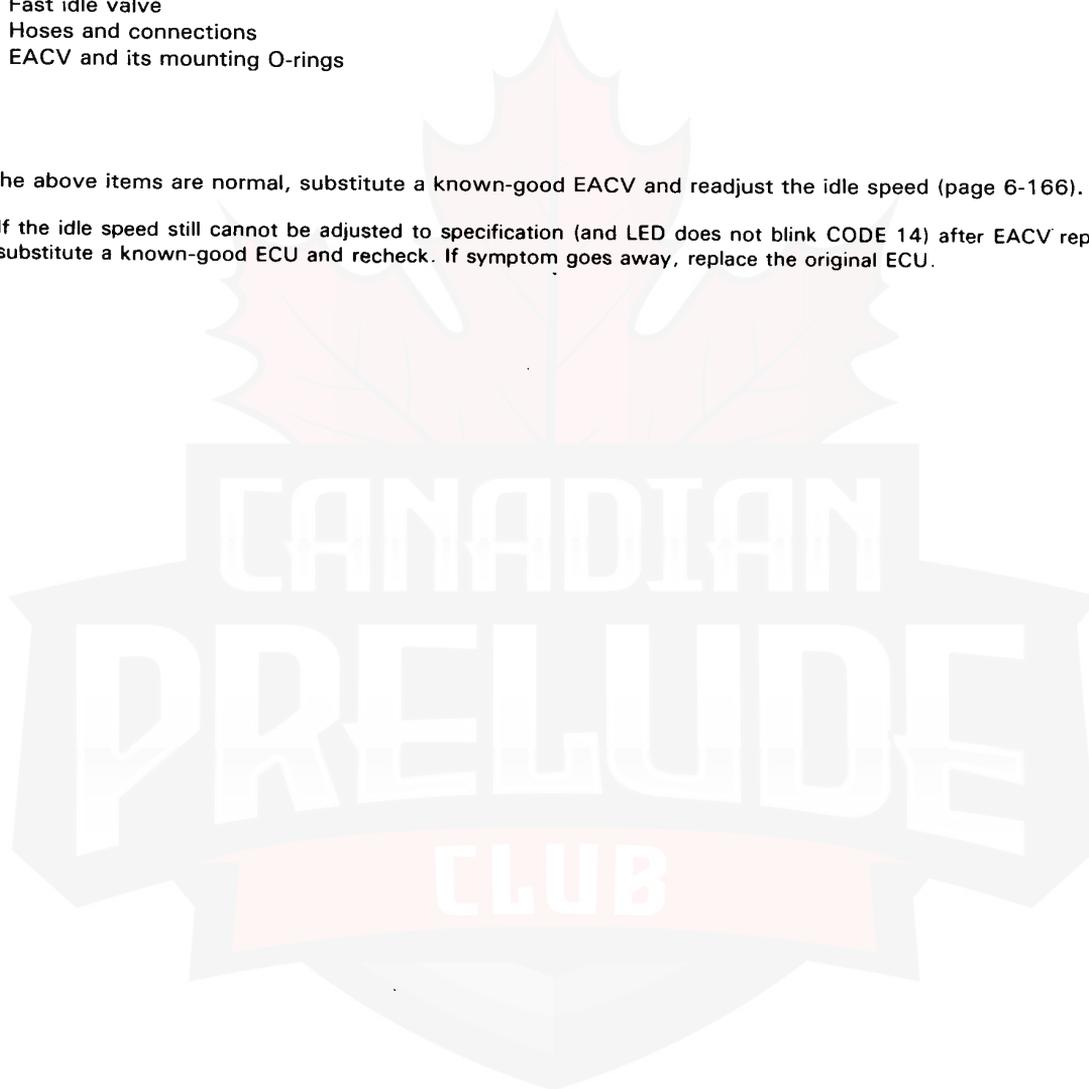 Fast idle valve
Hoses and connections
EACV and its mounting O-rings
he above items are normal, substitute a known-good EACV and readjust the idle speed (page 6-166).
If the idle speed still cannot be adjusted to specification (and LED does not blink CODE 14) after EACV rep
substitute a known-good ECU and recheck. If symptom goes away, replace the original ECU.
CANADIAN
PRELUDE
CLUB